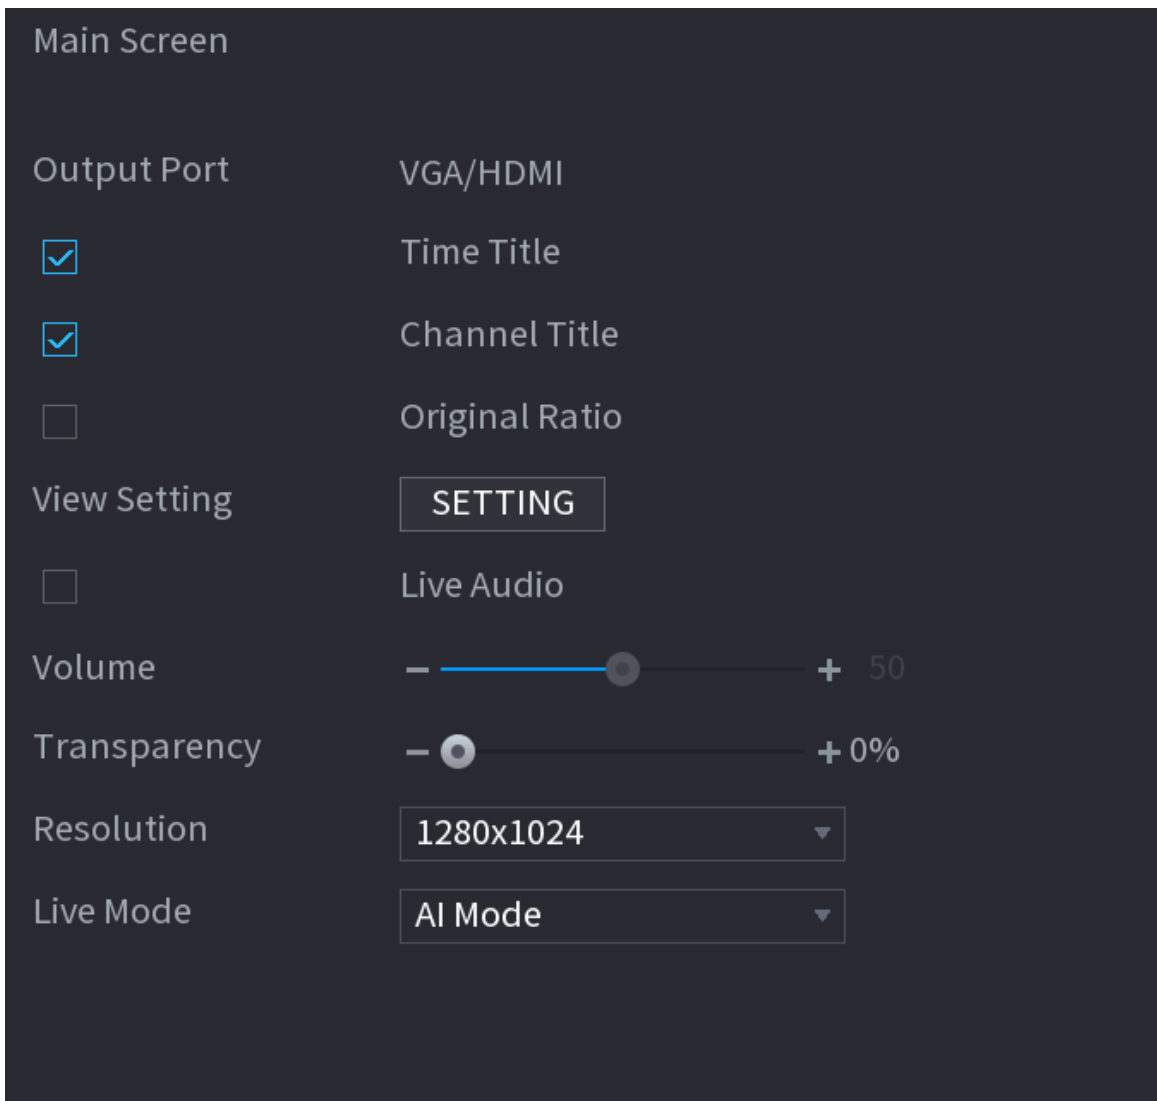 Main Screen
Output Port VGA/HDMI
Time Title
Channel Title
Original Ratio
View Setting SETTING
Live Audio
Volume − + 50
Transparency − + 0%
Resolution 1280x1024
Live Mode AI Mode